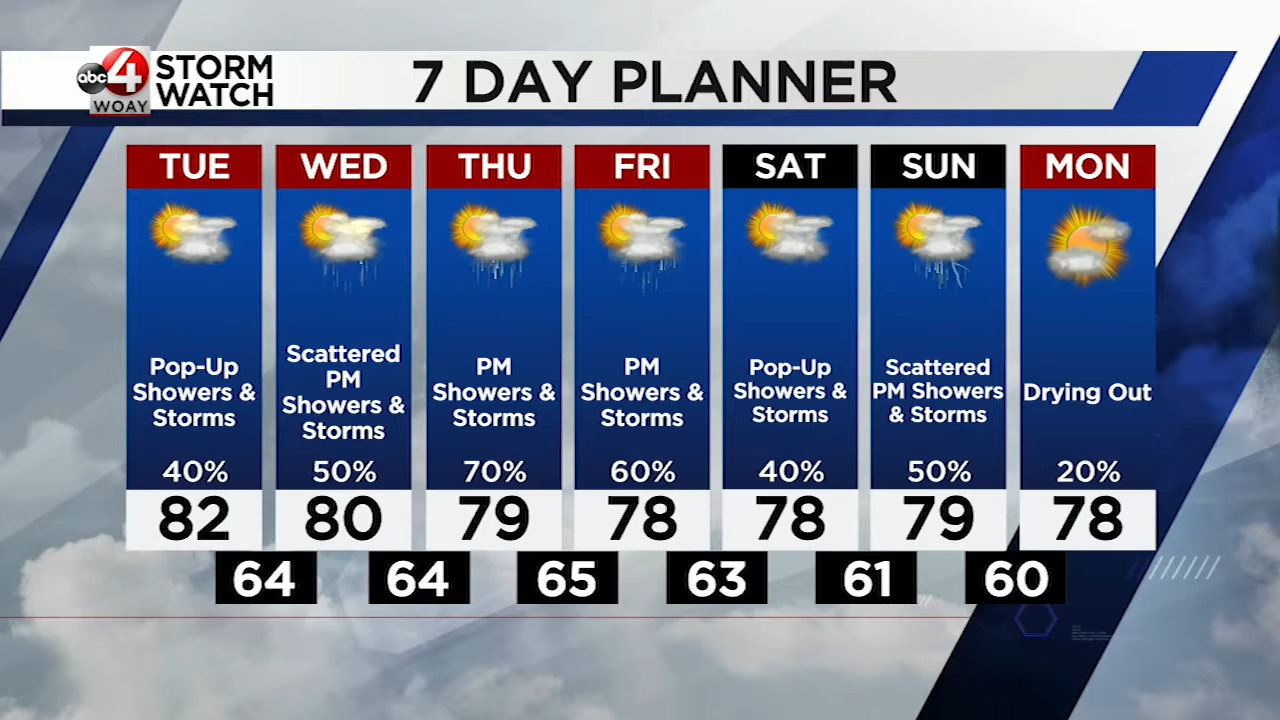 abc 4
WOAY
STORM
WATCH
7 DAY PLANNER
TUE
Pop-Up
Showers &
Storms
40%
82
WED
Scattered
PM
Showers &
Storms
50%
80
THU
PM
Showers &
Storms
70%
79
FRI
PM
Showers &
Storms
60%
78
SAT
Pop-Up
Showers &
Storms
40%
78
SUN
Scattered
PM Showers
& Storms
50%
79
MON
Drying Out
20%
78
64
64
65
63
61
60